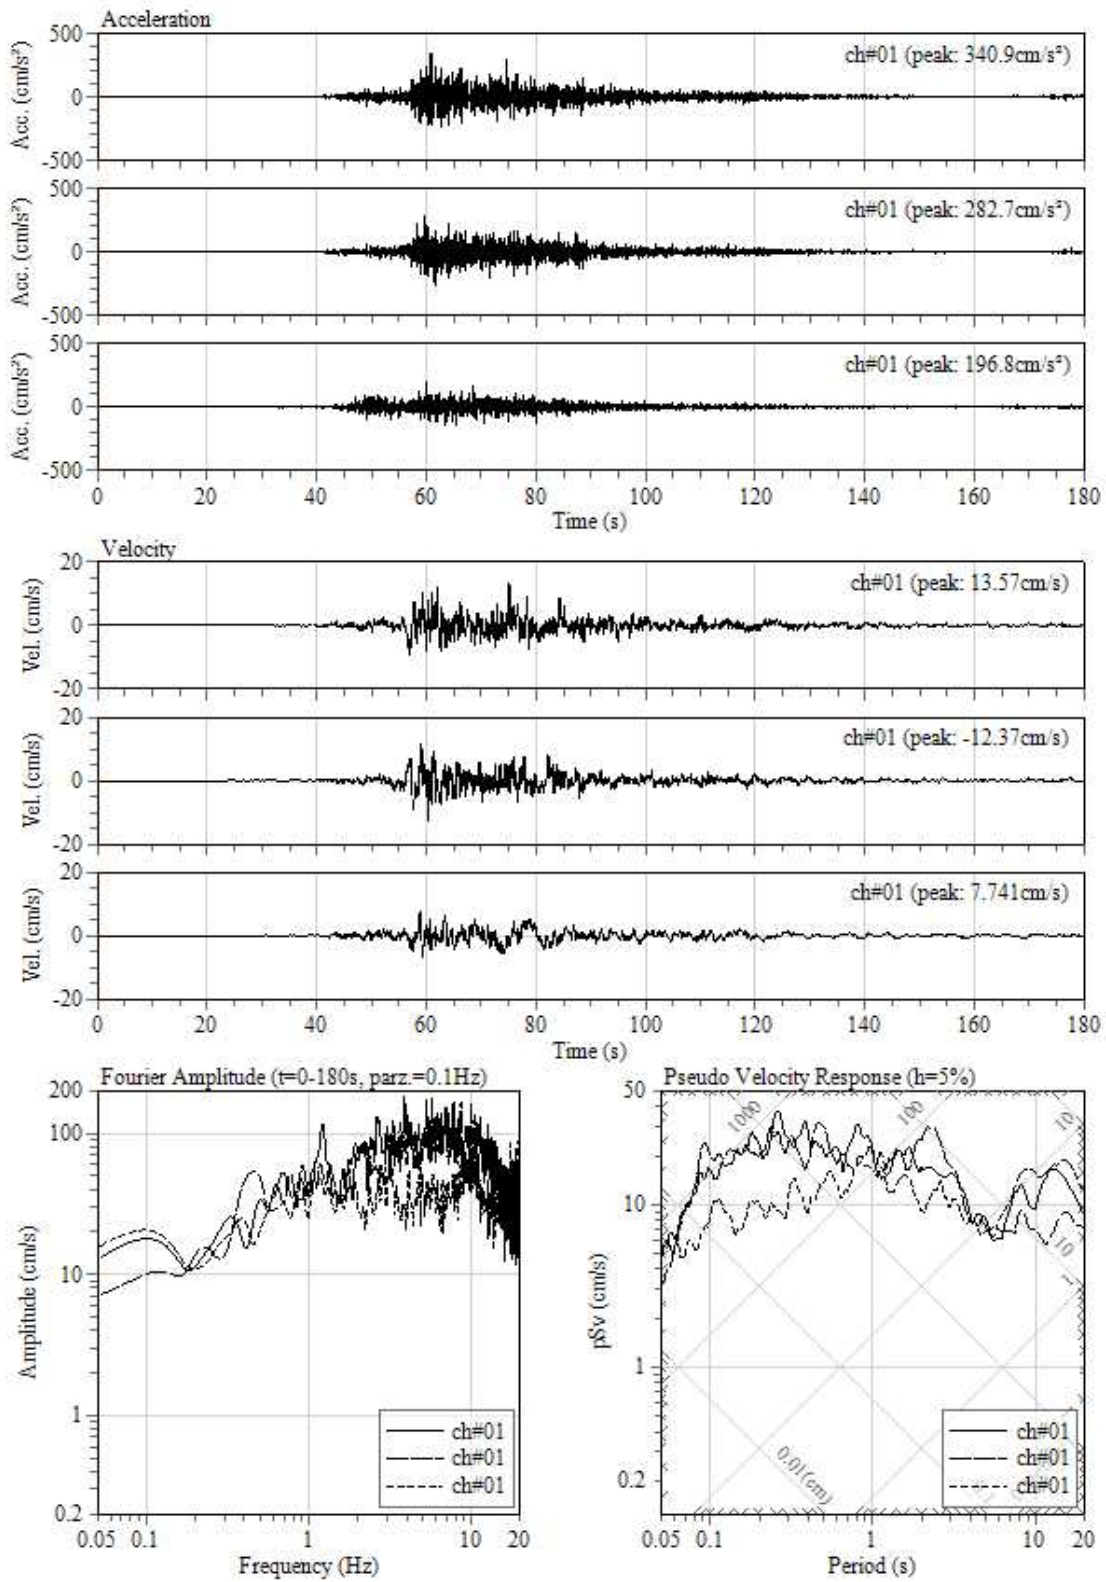 Acceleration
500
0
-500
Acc. (cm/s²)
ch#01 (peak: 340.9cm/s²)
500
0
-500
Acc. (cm/s²)
ch#01 (peak: 282.7cm/s²)
500
0
-500
Acc. (cm/s²)
ch#01 (peak: 196.8cm/s²)
0 20 40 60 80 100 120 140 160 180
Time (s)
Velocity
20
0
-20
Vel. (cm/s)
ch#01 (peak: 13.57cm/s)
20
0
-20
Vel. (cm/s)
ch#01 (peak: -12.37cm/s)
20
0
-20
Vel. (cm/s)
ch#01 (peak: 7.741cm/s)
0 20 40 60 80 100 120 140 160 180
Time (s)
Fourier Amplitude (t=0-180s, parz.=0.1Hz)
200
100
10
1
0.2
Amplitude (cm/s)
ch#01
ch#01
ch#01
0.05 0.1 1 10 20
Frequency (Hz)
Pseudo Velocity Response (h=5%)
50
10
1
0.2
pSv (cm/s)
1000
100
10
10
1
0.01(cm)
ch#01
ch#01
ch#01
0.05 0.1 1 10 20
Period (s)